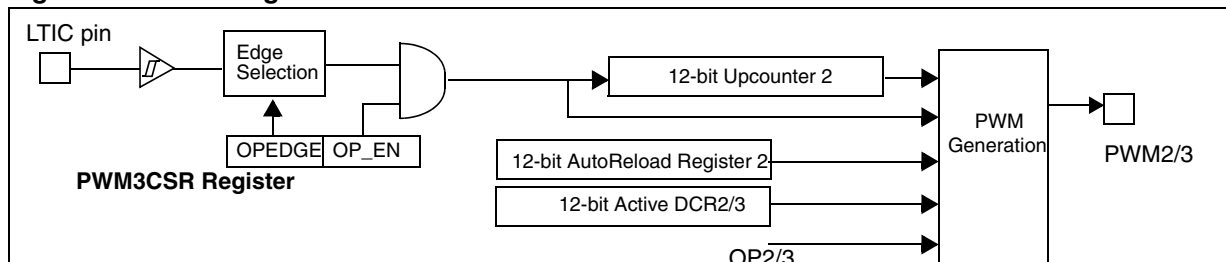 LTIC pin
Edge
Selection
12-bit Upcounter 2
PWM
Generation
PWM2/3
OPEDGE OP_EN
PWM3CSR Register
12-bit AutoReload Register 2
12-bit Active DCR2/3
OP2/3